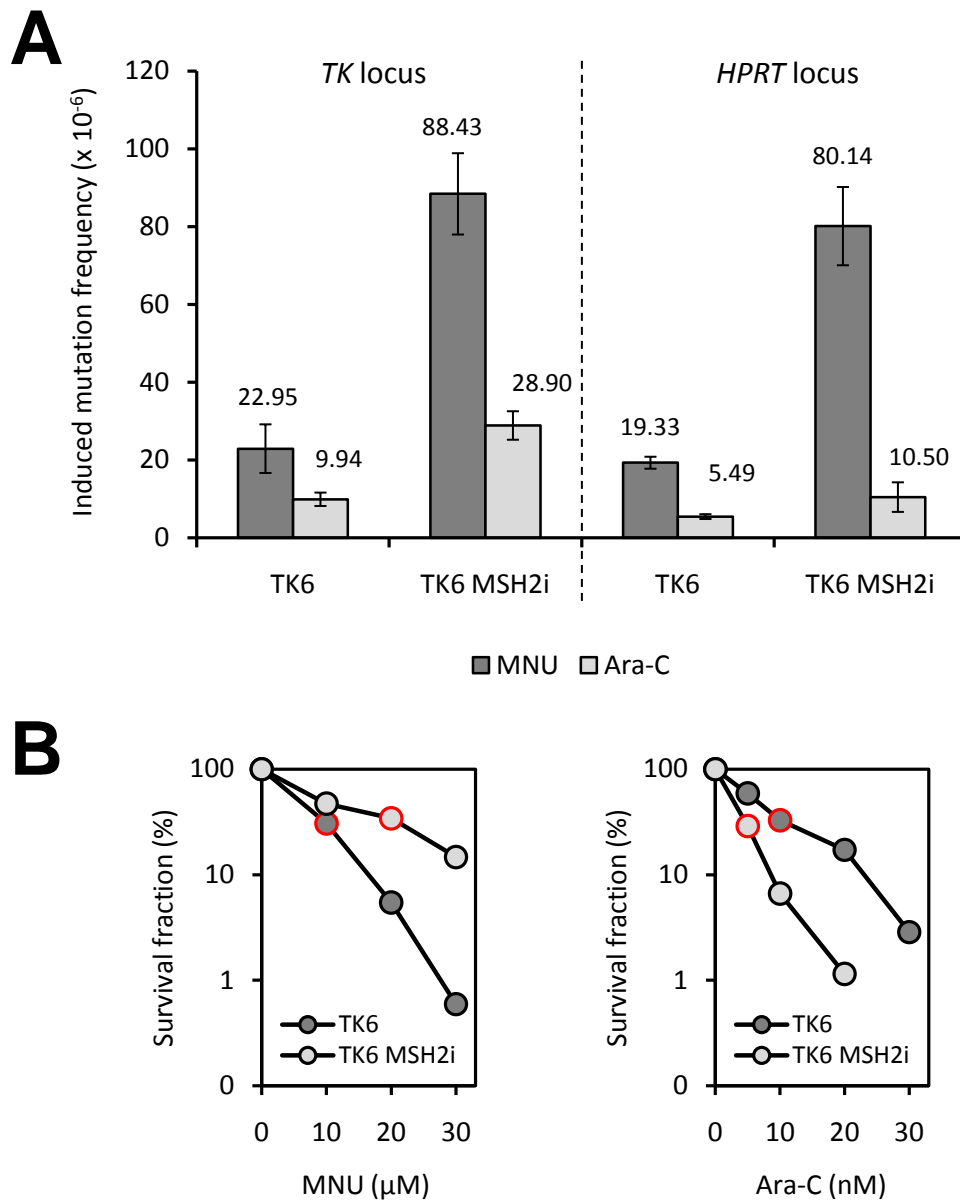 A
Induced mutation frequency (x 10⁻⁶)
120
100
80
60
40
20
0
TK locus
HPRT locus
22.95
9.94
88.43
28.90
19.33
5.49
80.14
10.50
TK6
TK6 MSH2i
TK6
TK6 MSH2i
MNU
Ara-C
B
Survival fraction (%)
100
10
1
0
TK6
TK6 MSH2i
0 10 20 30
MNU (µM)
Survival fraction (%)
100
10
1
0
TK6
TK6 MSH2i
0 10 20 30
Ara-C (nM)